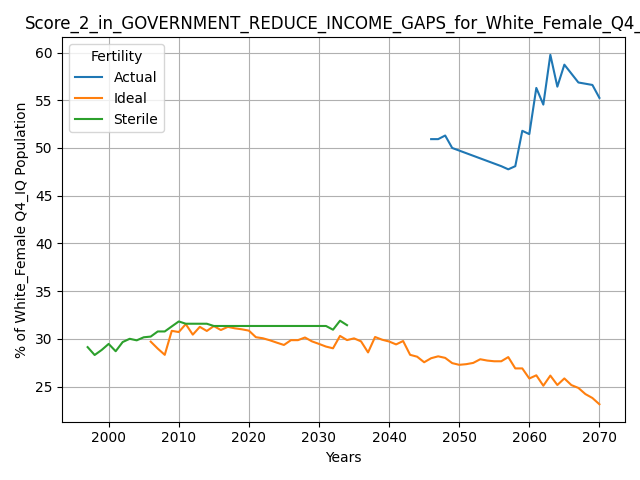 Score_2_in_GOVERNMENT_REDUCE_INCOME_GAPS_for_White_Female_Q4_
Fertility
Actual
Ideal
Sterile
% of White_Female Q4_IQ Population
60
55
50
45
40
35
30
25
2000 2010 2020 2030 2040 2050 2060 2070
Years